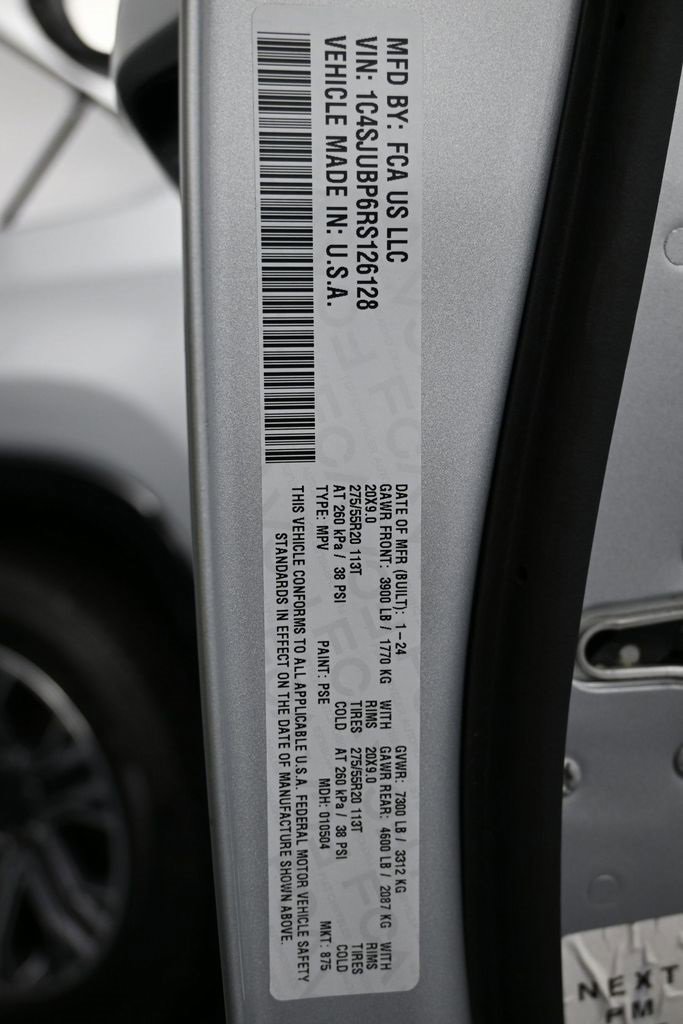 MFD BY: FCA US LLC
VIN: 1C4SJUBP6RS126128
VEHICLE MADE IN: U.S.A.
DATE OF MFR (BUILT): 1-24 GVWR: 7300 LB / 3312 KG
GAWR FRONT: 3900 LB / 1770 KG WITH GAWR REAR: 4600 LB / 2087 KG WITH
20X9.0 RIMS 20X9.0 RIMS
275/55R20 113T TIRES 275/55R20 113T TIRES
AT 260 kPa / 38 PSI COLD AT 260 kPa / 38 PSI COLD
TYPE: MPV PAINT: PSE MDH: 010504 MKT: 875
THIS VEHICLE CONFORMS TO ALL APPLICABLE U.S.A. FEDERAL MOTOR VEHICLE SAFETY
STANDARDS IN EFFECT ON THE DATE OF MANUFACTURE SHOWN ABOVE.
NEXT